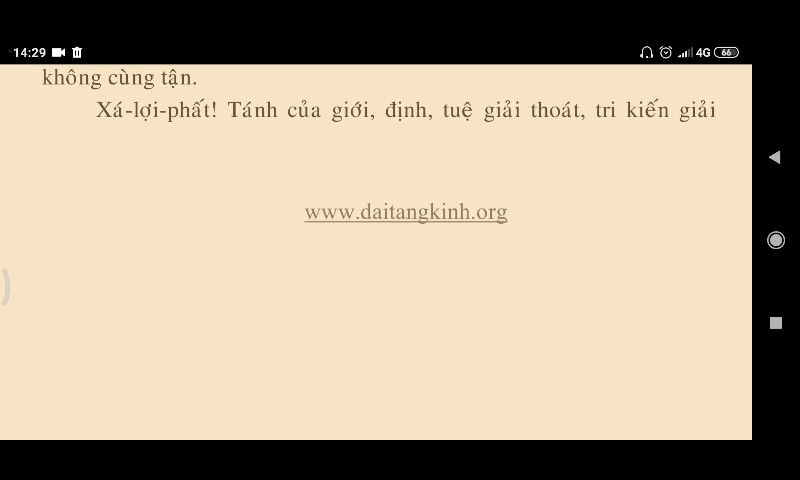 14:29 4G 66
không cùng tận.
Xá-lợi-phất! Tánh của giới, định, tuệ giải thoát, tri kiến giải
www.daitangkinh.org